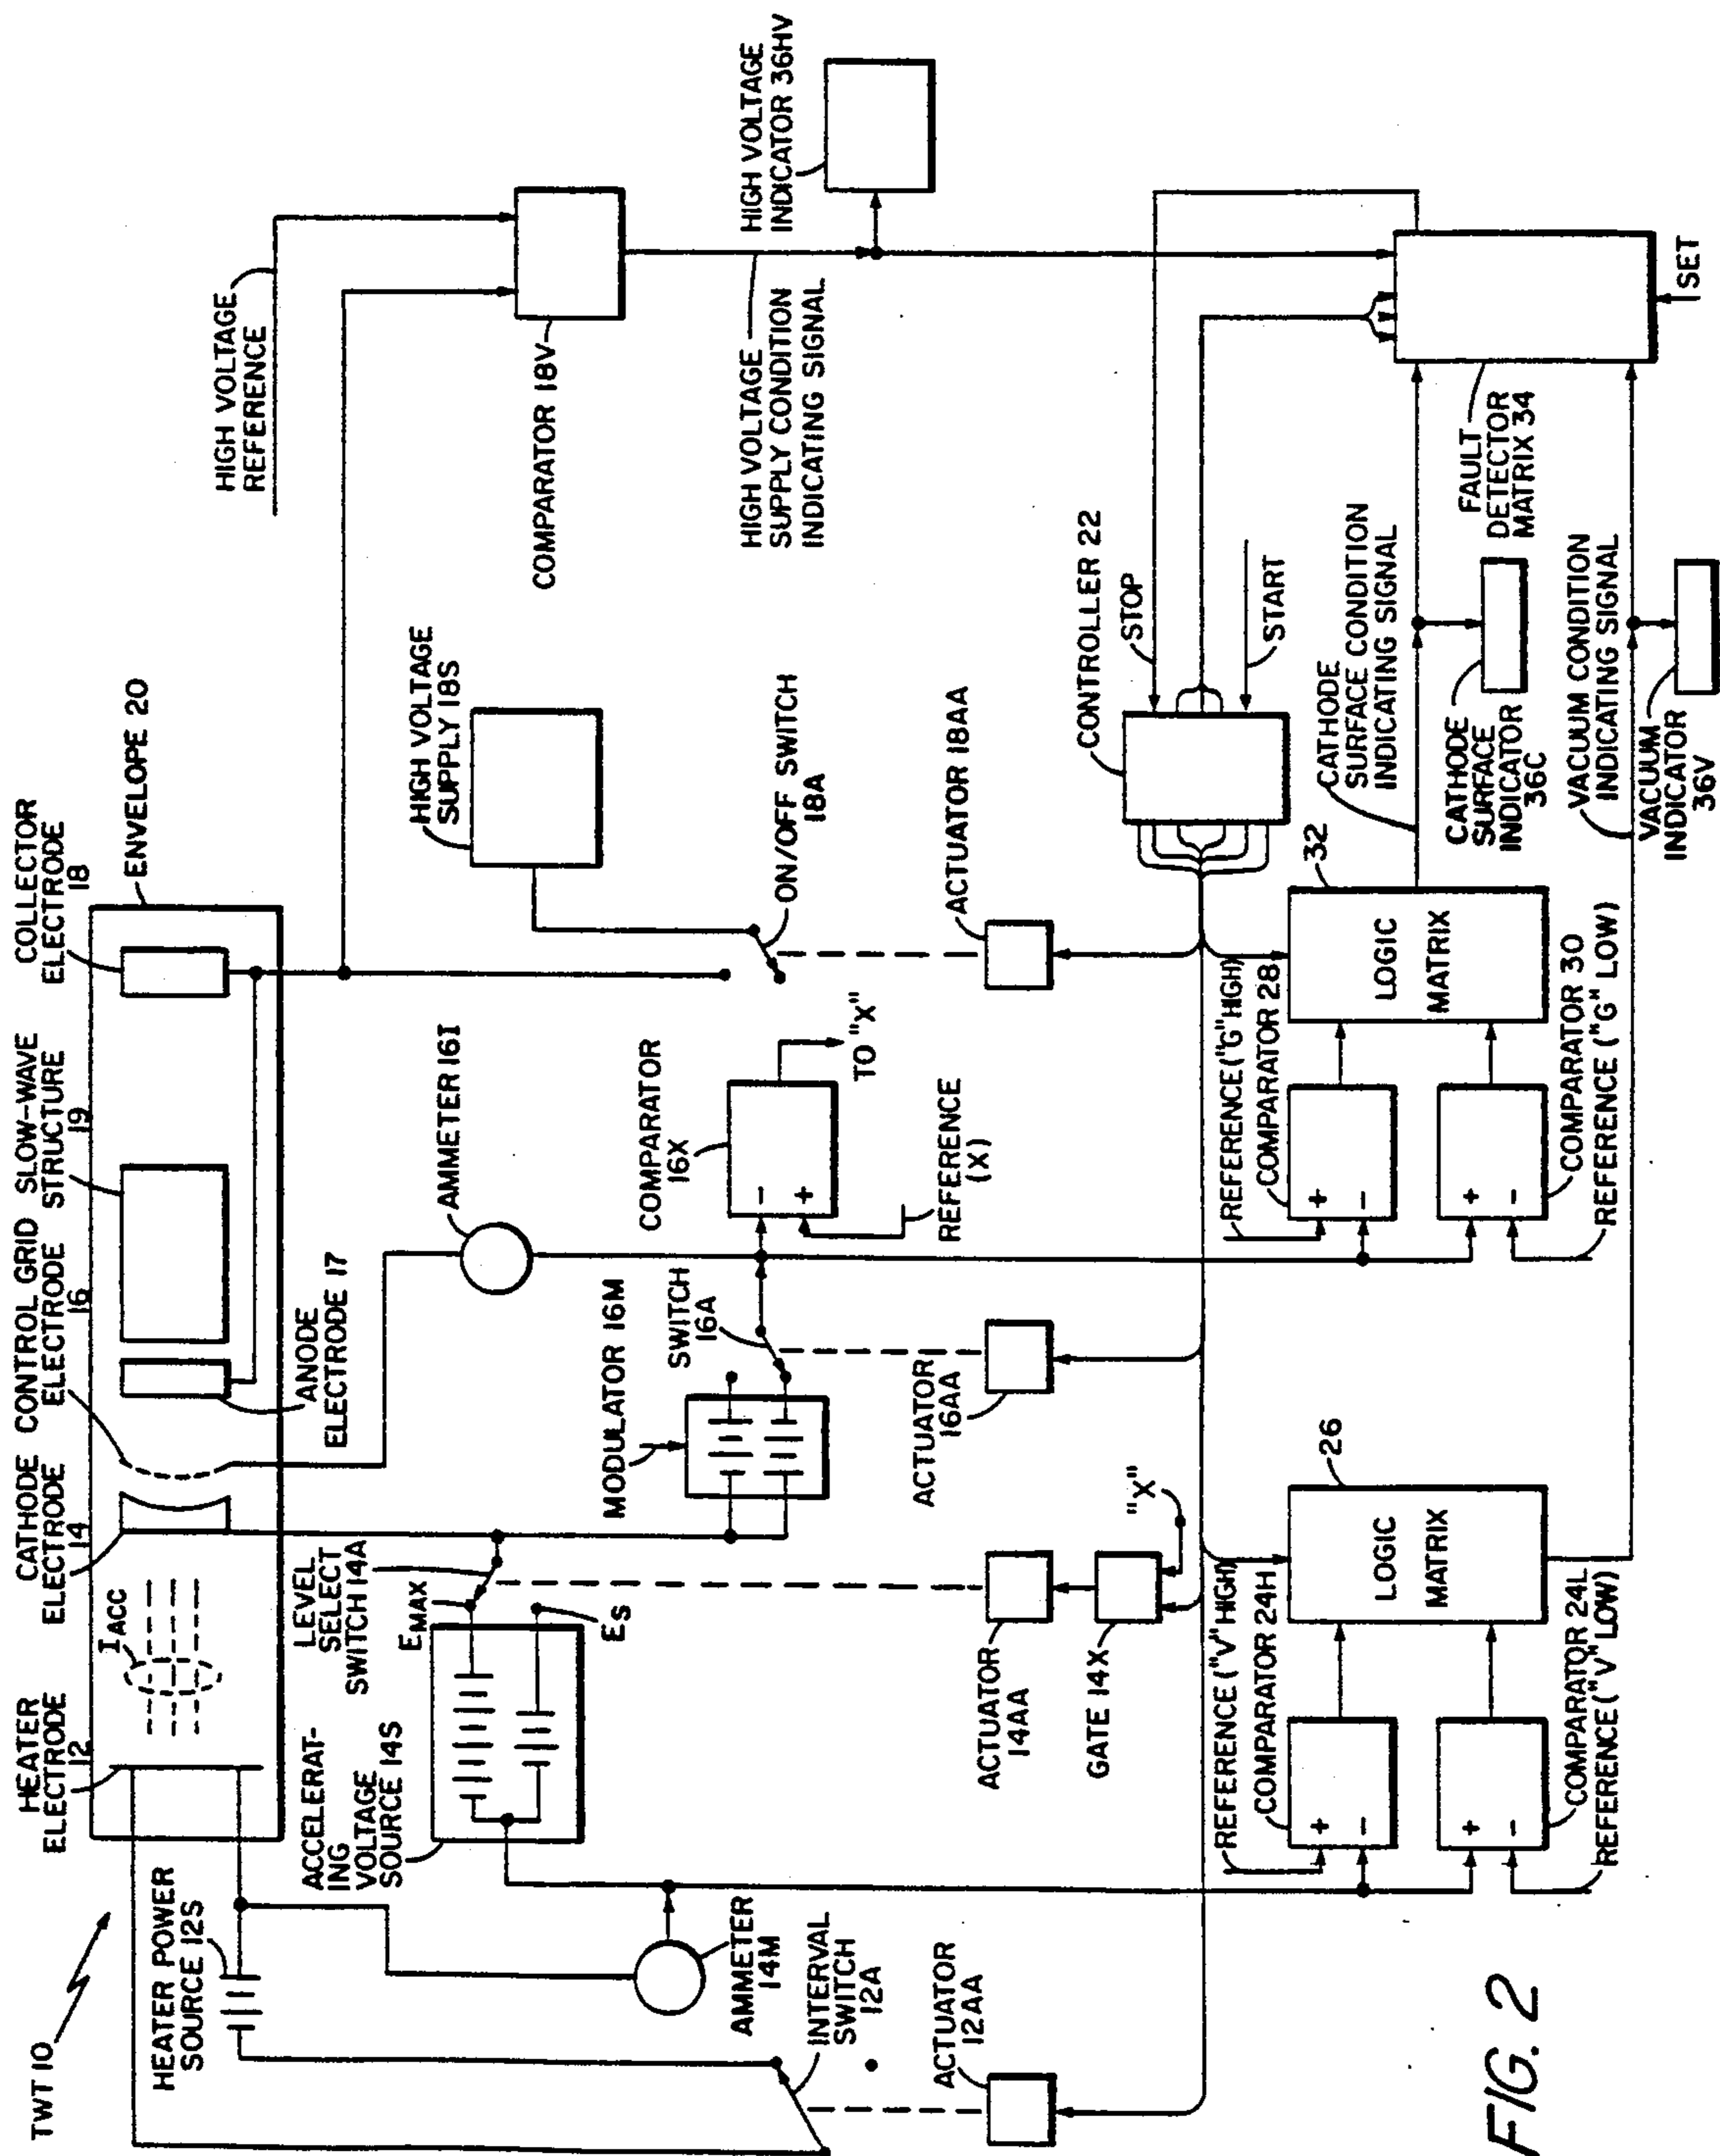 TWT 10
HEATER
ELECTRODE
12
CATHODE
ELECTRODE
14
CONTROL GRID
ELECTRODE
16
SLOW-WAVE
STRUCTURE
19
COLLECTOR
ELECTRODE
18
ENVELOPE 20
IACC
ANODE
ELECTRODE 17
HIGH VOLTAGE
REFERENCE
HEATER POWER
SOURCE 12S
ACCELERAT-
ING
VOLTAGE
SOURCE 14S
EMAX
ES
LEVEL
SELECT
SWITCH 14A
AMMETER 16I
HIGH VOLTAGE
SUPPLY 18S
COMPARATOR 18V
AMMETER
14M
MODULATOR 16M
SWITCH
16A
COMPARATOR
16X
-
+
REFERENCE
(X)
TO "X"
ON/OFF SWITCH
18A
HIGH VOLTAGE
SUPPLY CONDITION
INDICATING SIGNAL
HIGH VOLTAGE
INDICATOR 36HV
INTERVAL
SWITCH
12A
ACTUATOR
12AA
ACTUATOR
14AA
GATE 14X
"X"
ACTUATOR
16AA
ACTUATOR 18AA
CONTROLLER 22
STOP
START
REFERENCE ("V" HIGH)
COMPARATOR 24H
+
-
+
-
COMPARATOR 24L
REFERENCE ("V" LOW)
LOGIC
MATRIX
26
REFERENCE ("G" HIGH)
COMPARATOR 28
+
-
+
-
COMPARATOR 30
REFERENCE ("G" LOW)
LOGIC
MATRIX
32
CATHODE
SURFACE CONDITION
INDICATING SIGNAL
CATHODE
SURFACE
INDICATOR
36C
VACUUM CONDITION
INDICATING SIGNAL
VACUUM
INDICATOR
36V
FAULT
DETECTOR
MATRIX 34
SET
FIG. 2